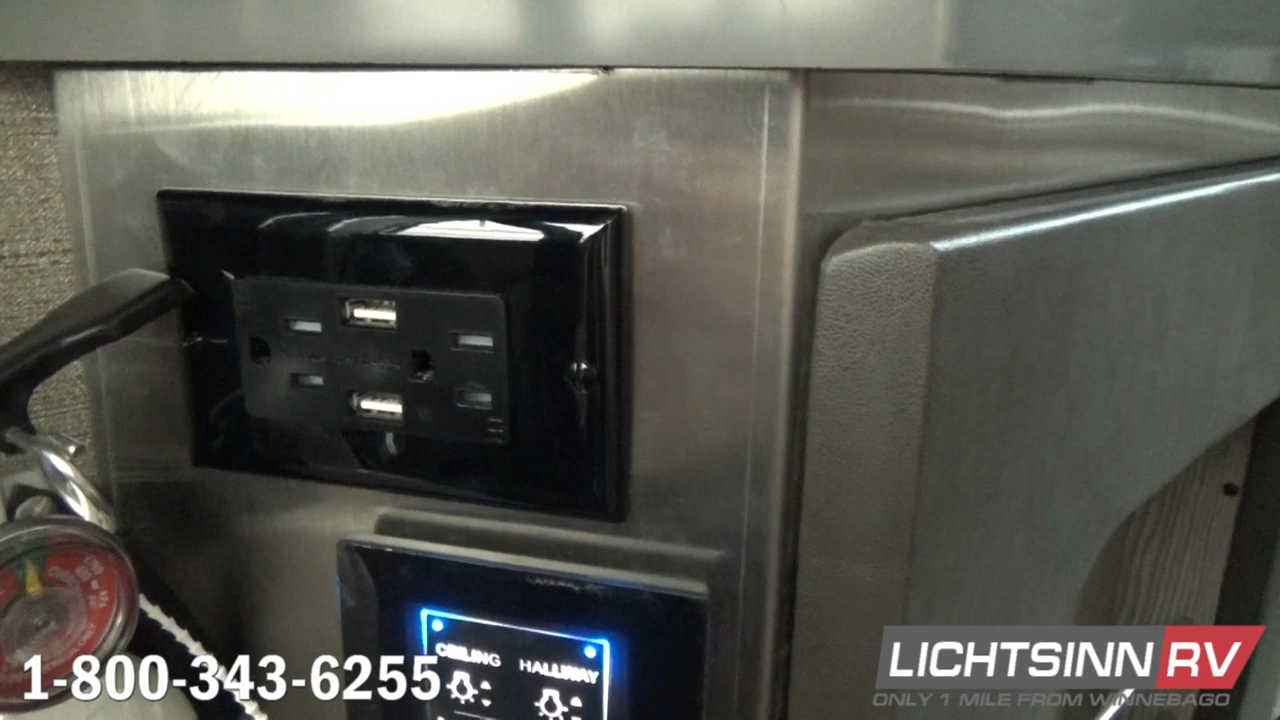 CEILING HALLWAY
1-800-343-6255
LICHTSINN RV
ONLY 1 MILE FROM WINNEBAGO